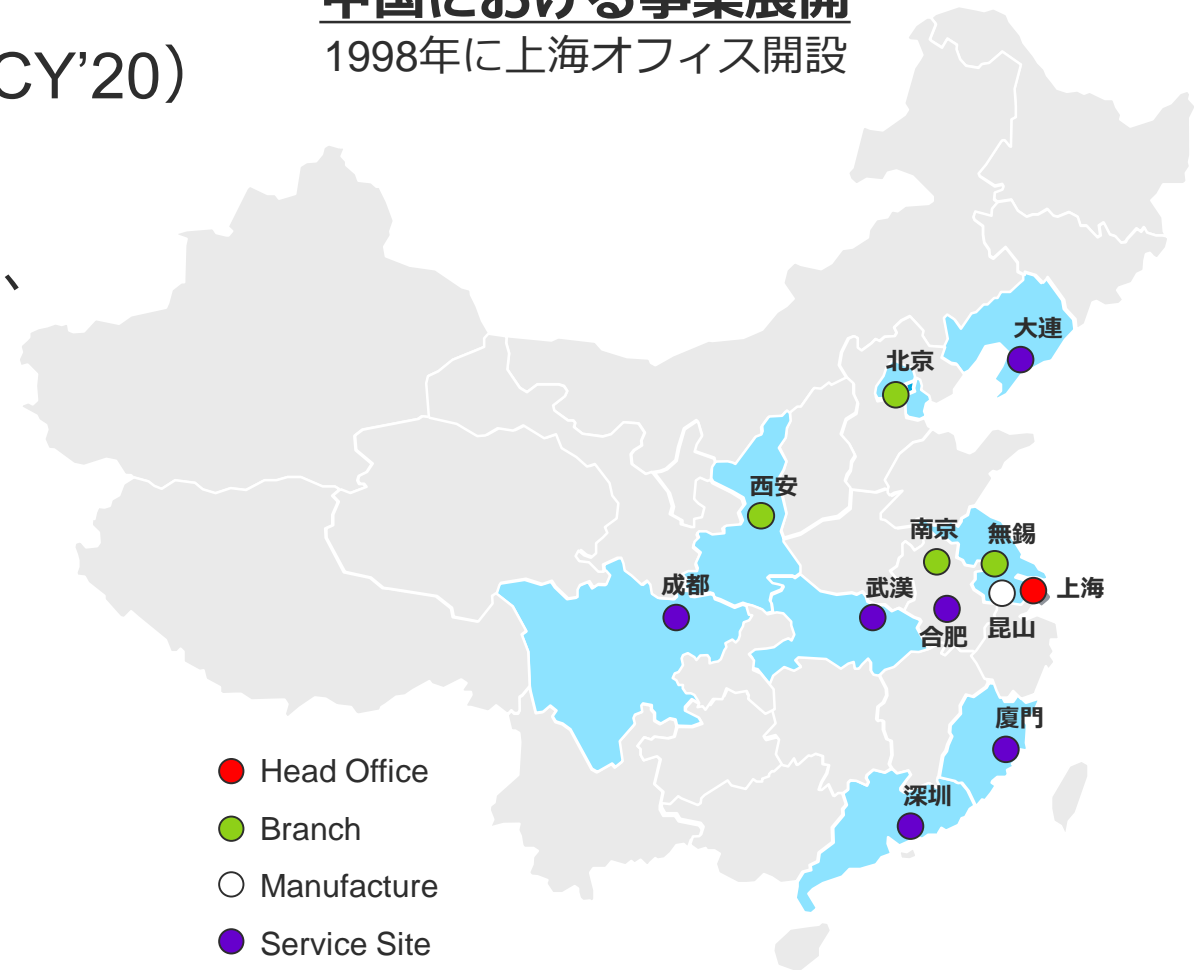 中国における事業展開
1998年に上海オフィス開設
CY’20）
、
大連
北京
西安
南京
無錫
成都
武漢
上海
合肥
昆山
廈門
深圳
Head Office
Branch
Manufacture
Service Site